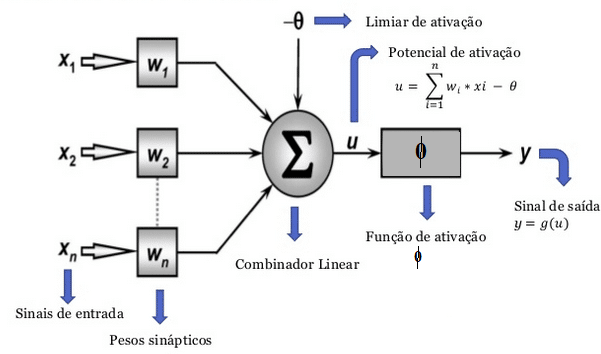 −θ
Limiar de ativação
Potencial de ativação
n
u = ∑ wᵢ * xi − θ
i=1
x₁
w₁
x₂
w₂
Σ
u
ϕ
y
Sinal de saída
y = g(u)
Função de ativação
ϕ
xₙ
wₙ
Combinador Linear
Sinais de entrada
Pesos sinápticos